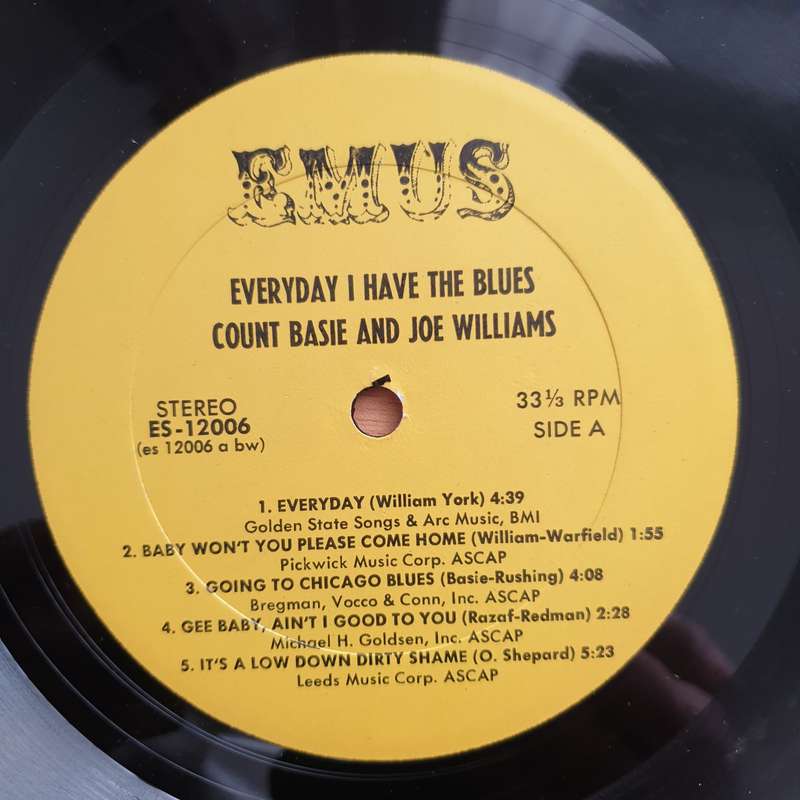 EMUS
EVERYDAY I HAVE THE BLUES
COUNT BASIE AND JOE WILLIAMS
STEREO
ES-12006
(es 12006 a bw)
33⅓ RPM
SIDE A
1. EVERYDAY (William York) 4:39
Golden State Songs & Arc Music, BMI
2. BABY WON'T YOU PLEASE COME HOME (William-Warfield) 1:55
Pickwick Music Corp. ASCAP
3. GOING TO CHICAGO BLUES (Basie-Rushing) 4:08
Bregman, Vocco & Conn, Inc. ASCAP
4. GEE BABY, AIN'T I GOOD TO YOU (Razaf-Redman) 2:28
Michael H. Goldsen, Inc. ASCAP
5. IT'S A LOW DOWN DIRTY SHAME (O. Shepard) 5:23
Leeds Music Corp. ASCAP